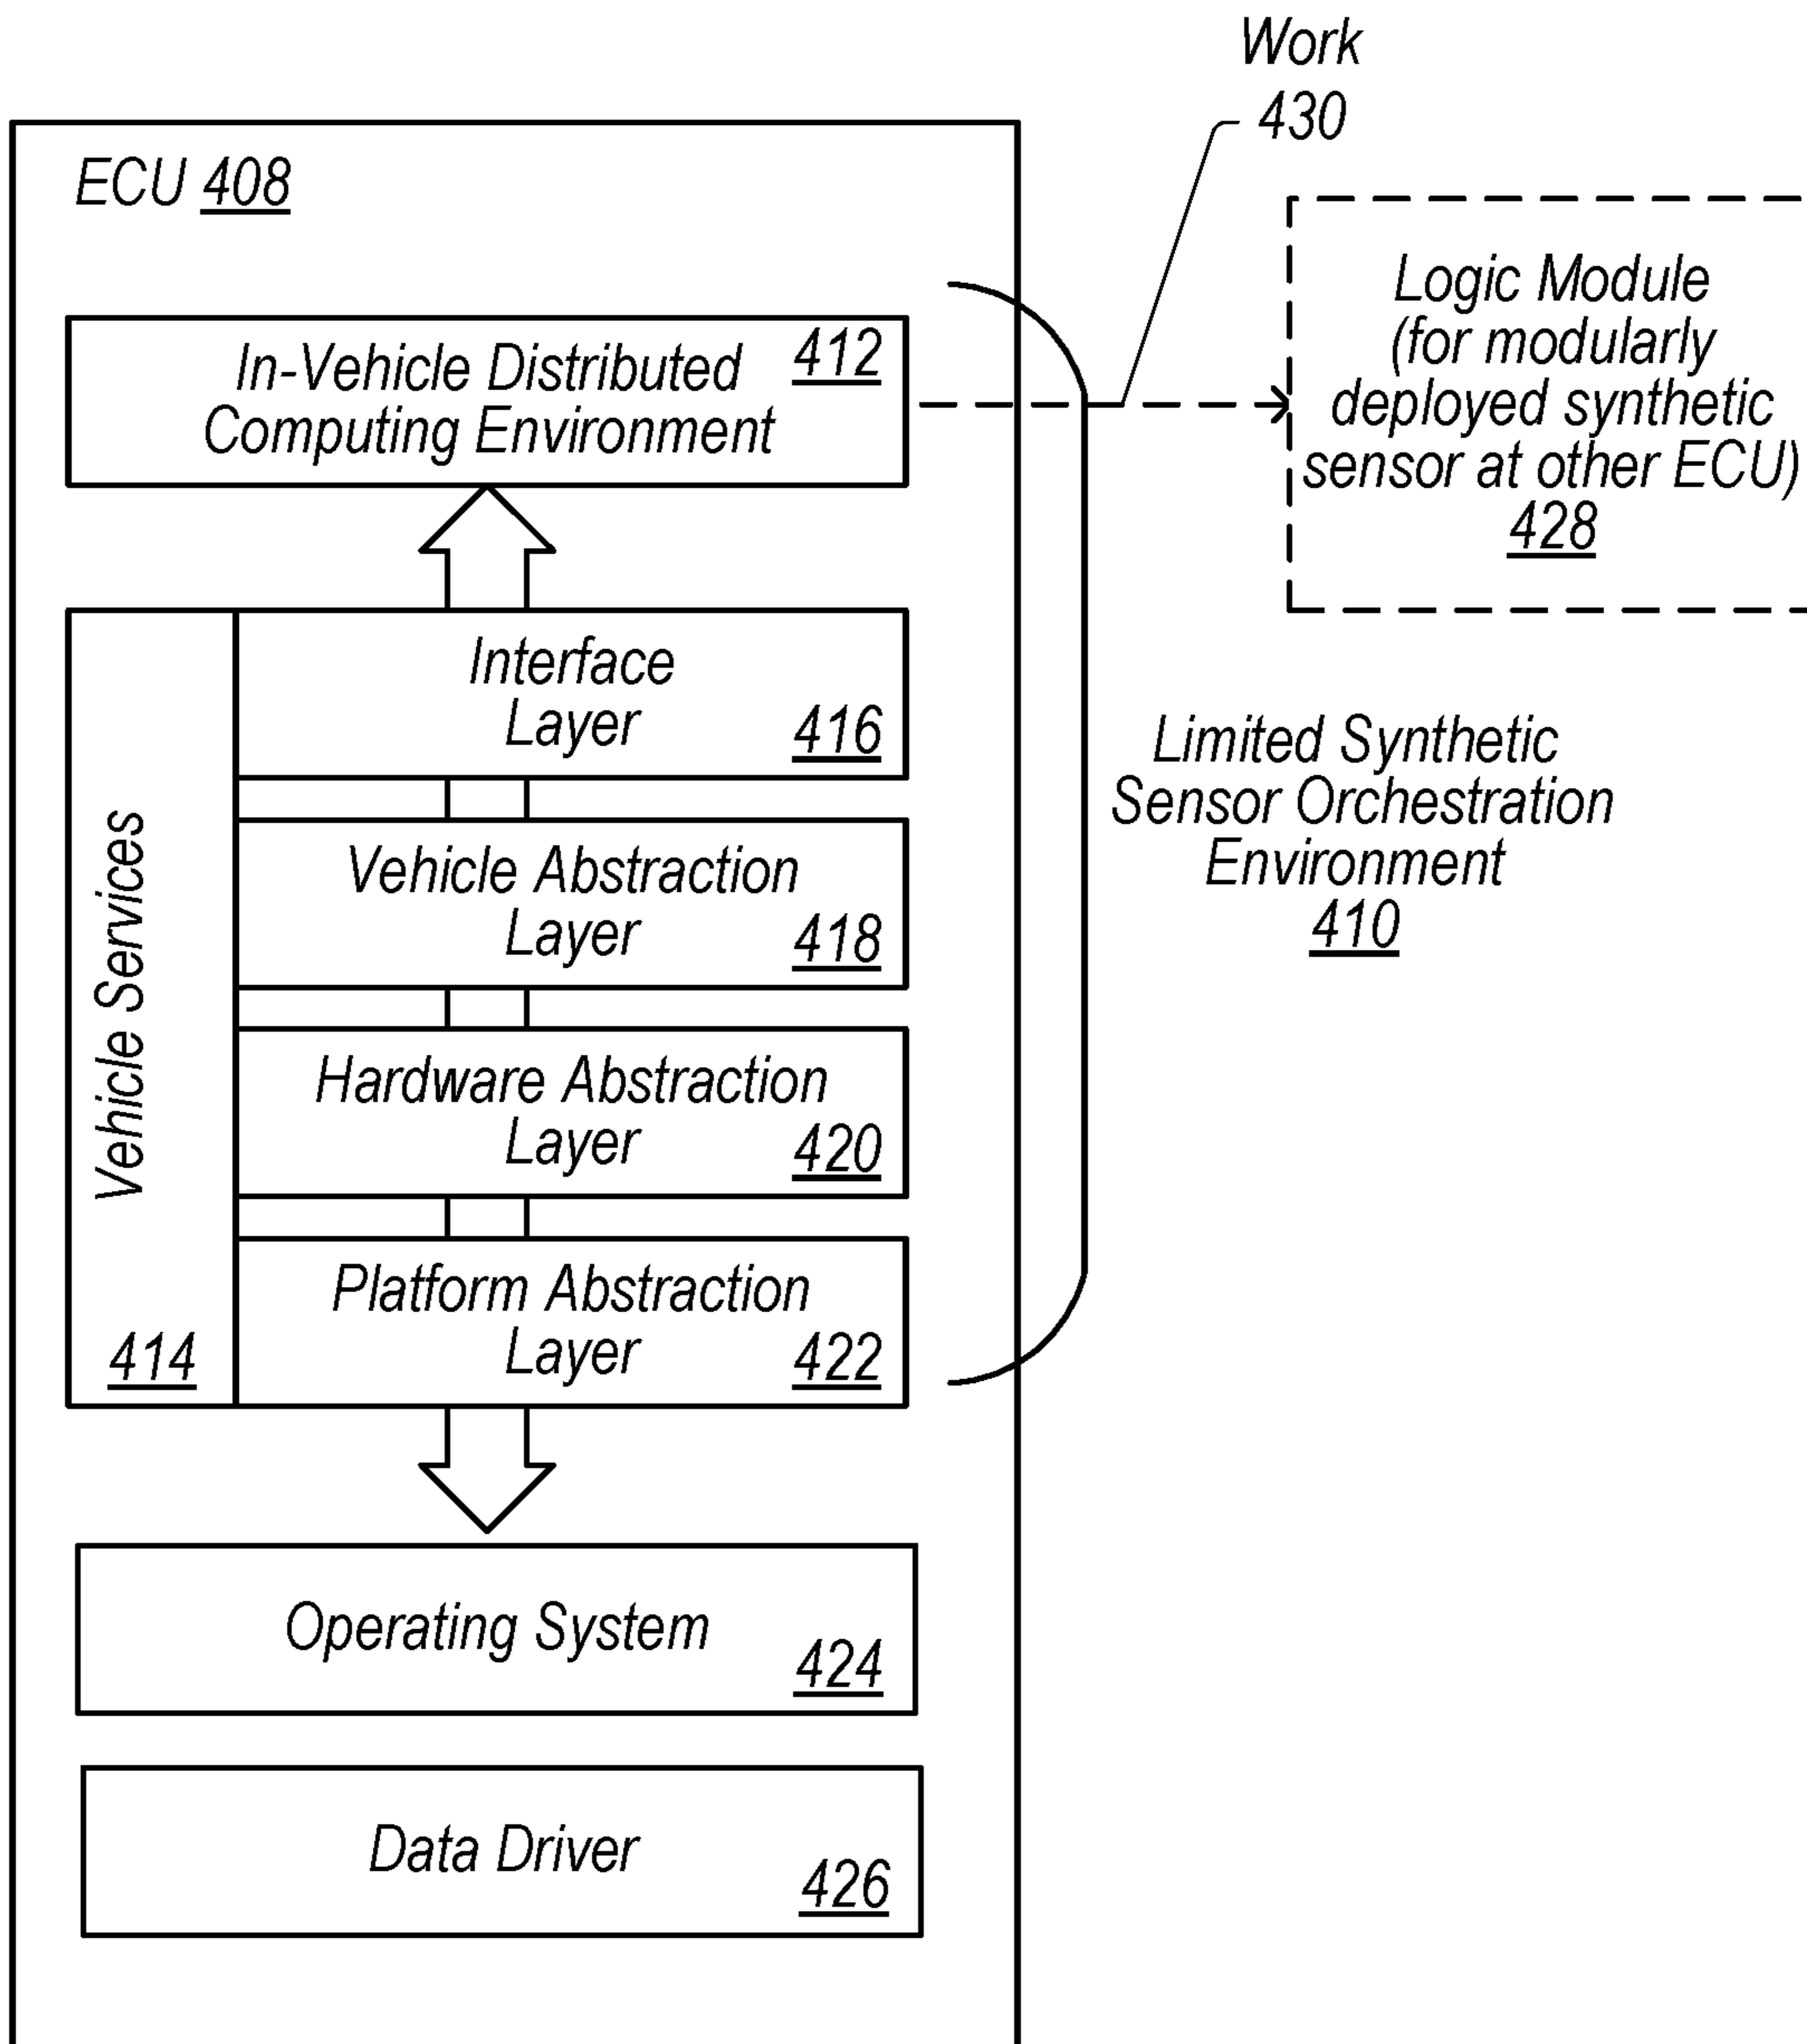 Work
430
ECU 408
In-Vehicle Distributed
Computing Environment
412
Logic Module
(for modularly
deployed synthetic
sensor at other ECU)
428
Vehicle Services
414
Interface
Layer
416
Vehicle Abstraction
Layer
418
Hardware Abstraction
Layer
420
Platform Abstraction
Layer
422
Limited Synthetic
Sensor Orchestration
Environment
410
Operating System
424
Data Driver
426